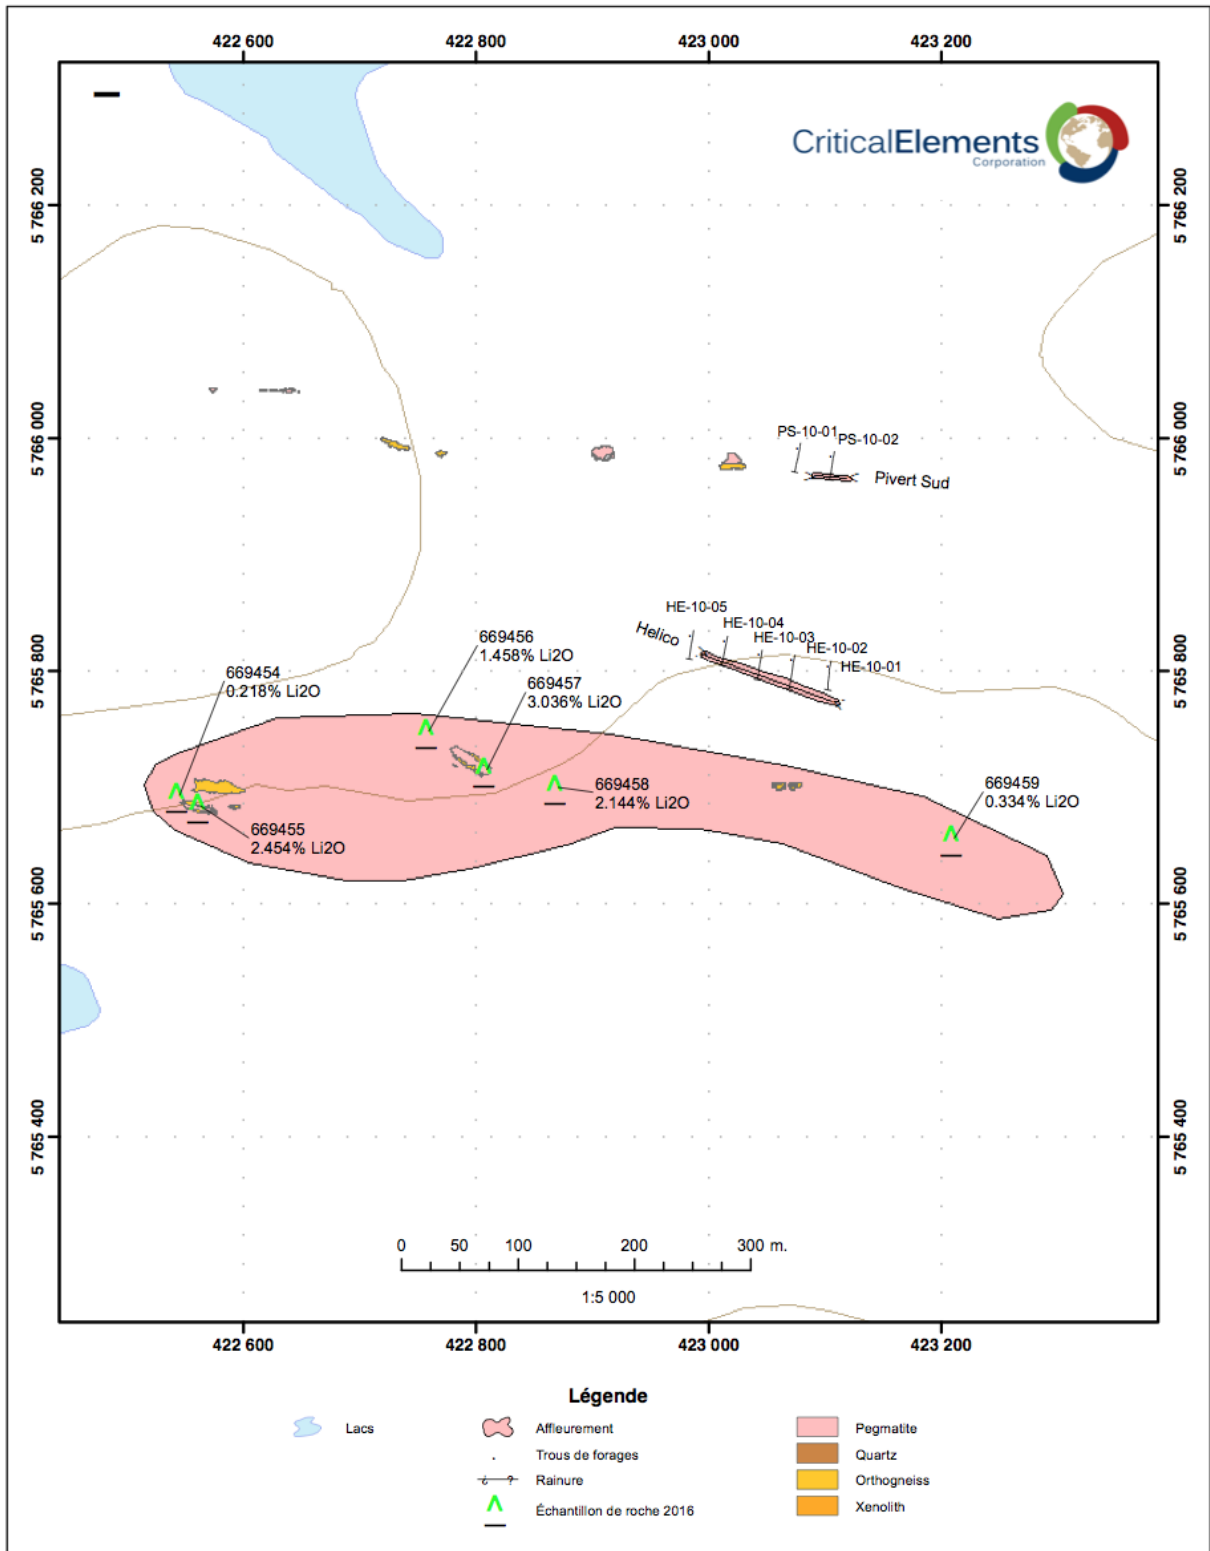 422 600
422 800
423 000
423 200
CriticalElements
Corporation
5 766 200
5 766 200
5 766 000
5 766 000
PS-10-01
PS-10-02
Pivert Sud
HE-10-05
Helico
HE-10-04
HE-10-03
HE-10-02
HE-10-01
5 765 800
5 765 800
669456
1.458% Li2O
669454
0.218% Li2O
669457
3.036% Li2O
669458
2.144% Li2O
669459
0.334% Li2O
669455
2.454% Li2O
5 765 600
5 765 600
5 765 400
5 765 400
0 50 100 200 300 m.
1:5 000
422 600
422 800
423 000
423 200
Légende
Lacs
Affleurement
Trous de forages
Rainure
Échantillon de roche 2016
Pegmatite
Quartz
Orthogneiss
Xenolith